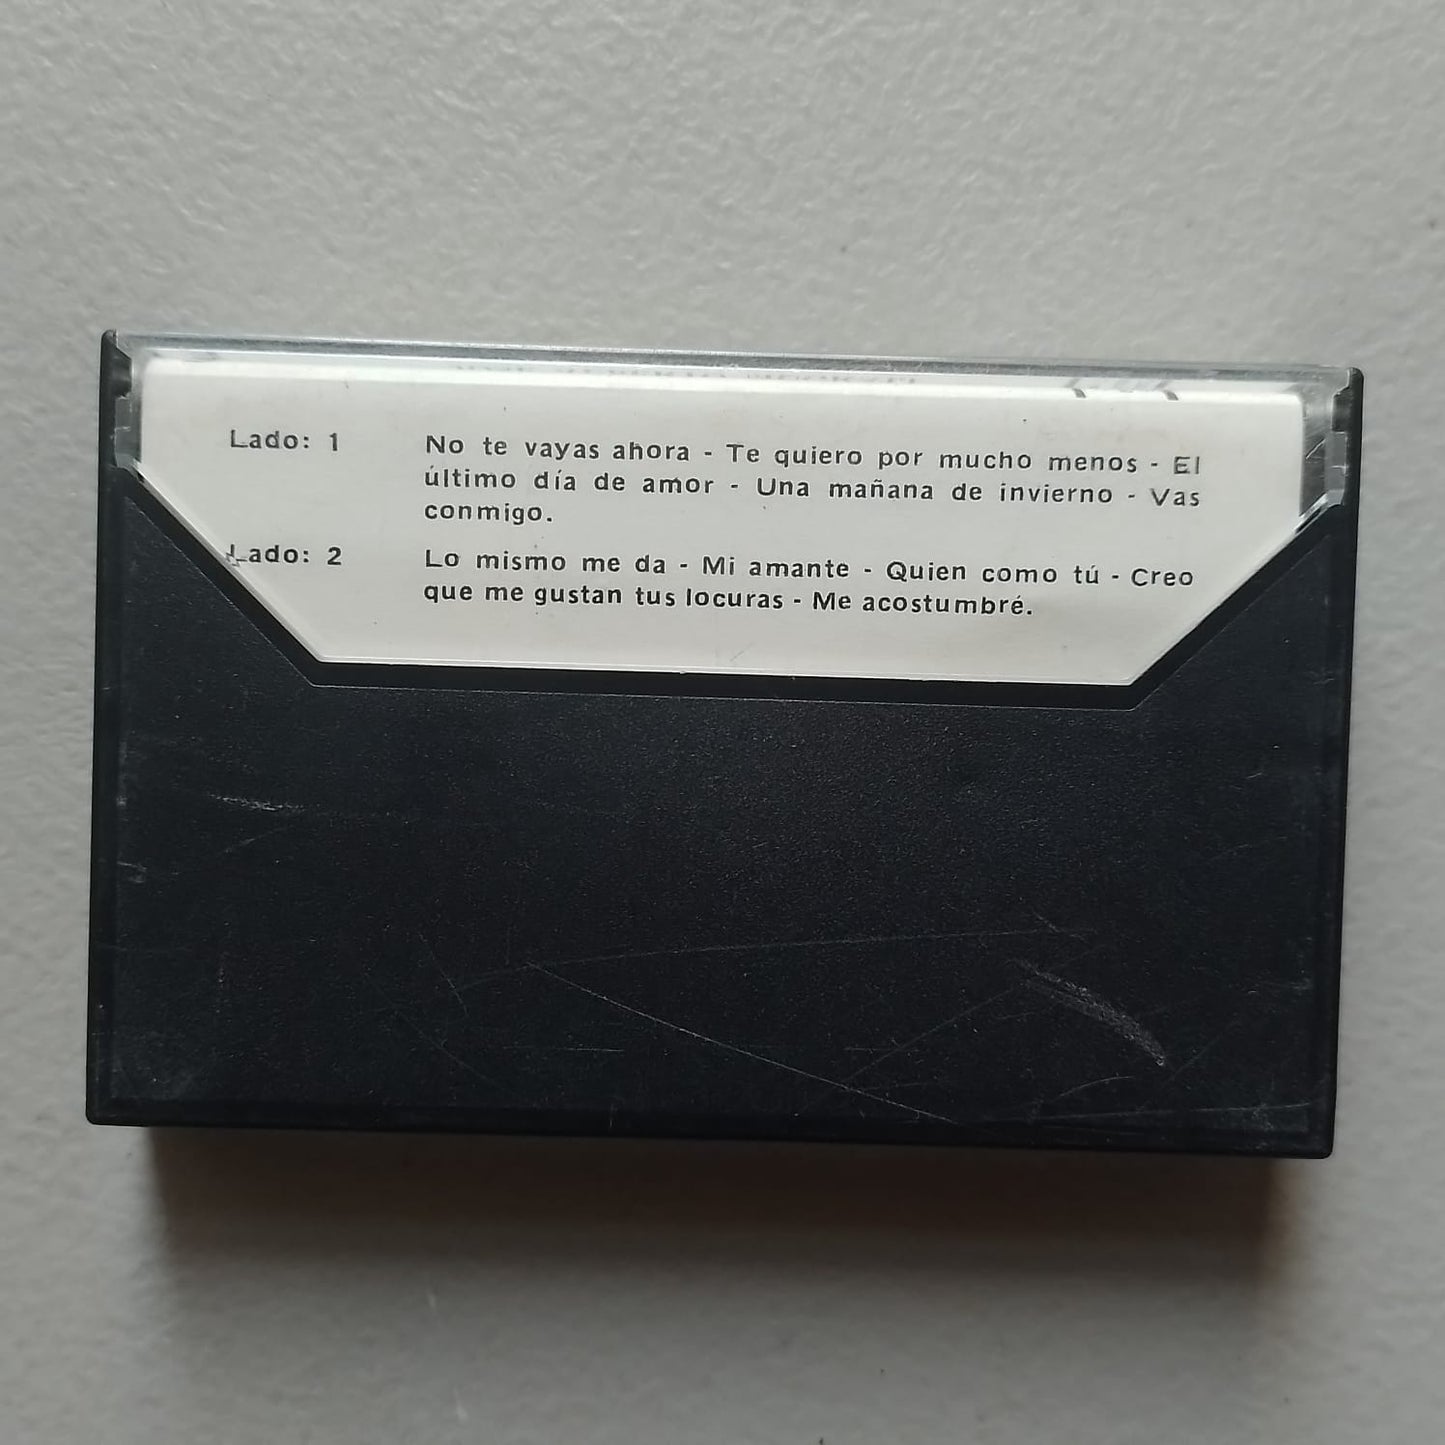 Lado: 1 No te vayas ahora - Te quiero por mucho menos - El
último día de amor - Una mañana de invierno - Vas
conmigo.
Lado: 2 Lo mismo me da - Mi amante - Quien como tú - Creo
que me gustan tus locuras - Me acostumbré.